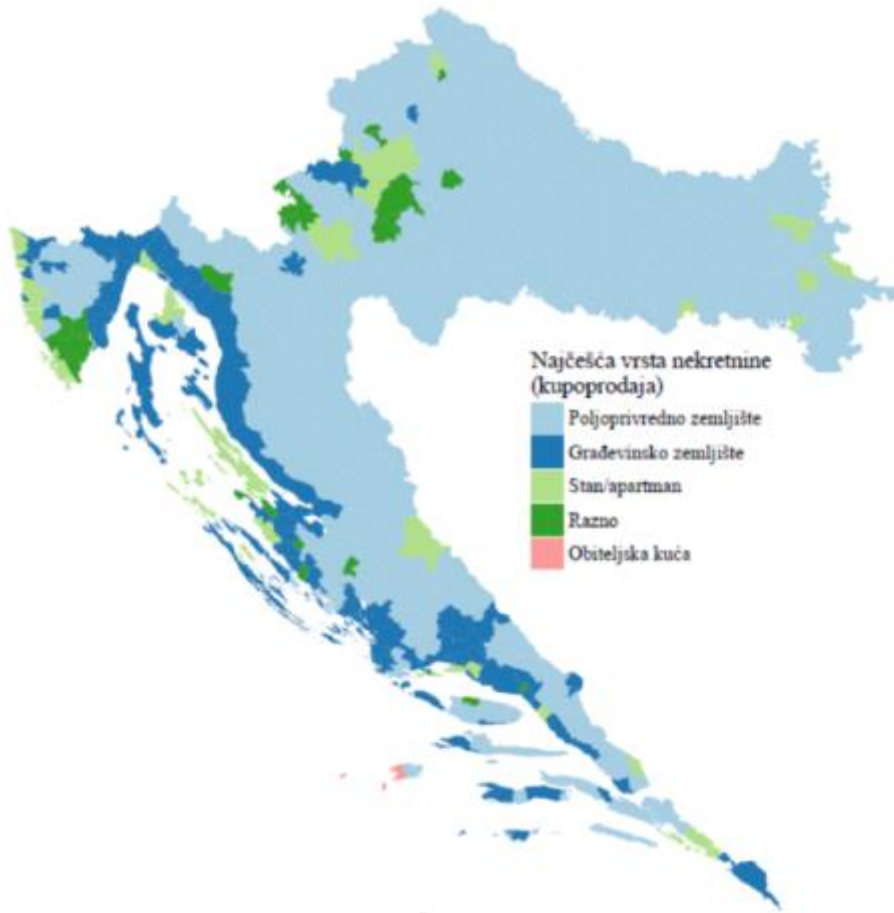 Najčešća vrsta nekretnine
(kupoprodaja)
Poljoprivredno zemljište
Građevinsko zemljište
Stan/apartman
Razno
Obiteljska kuća